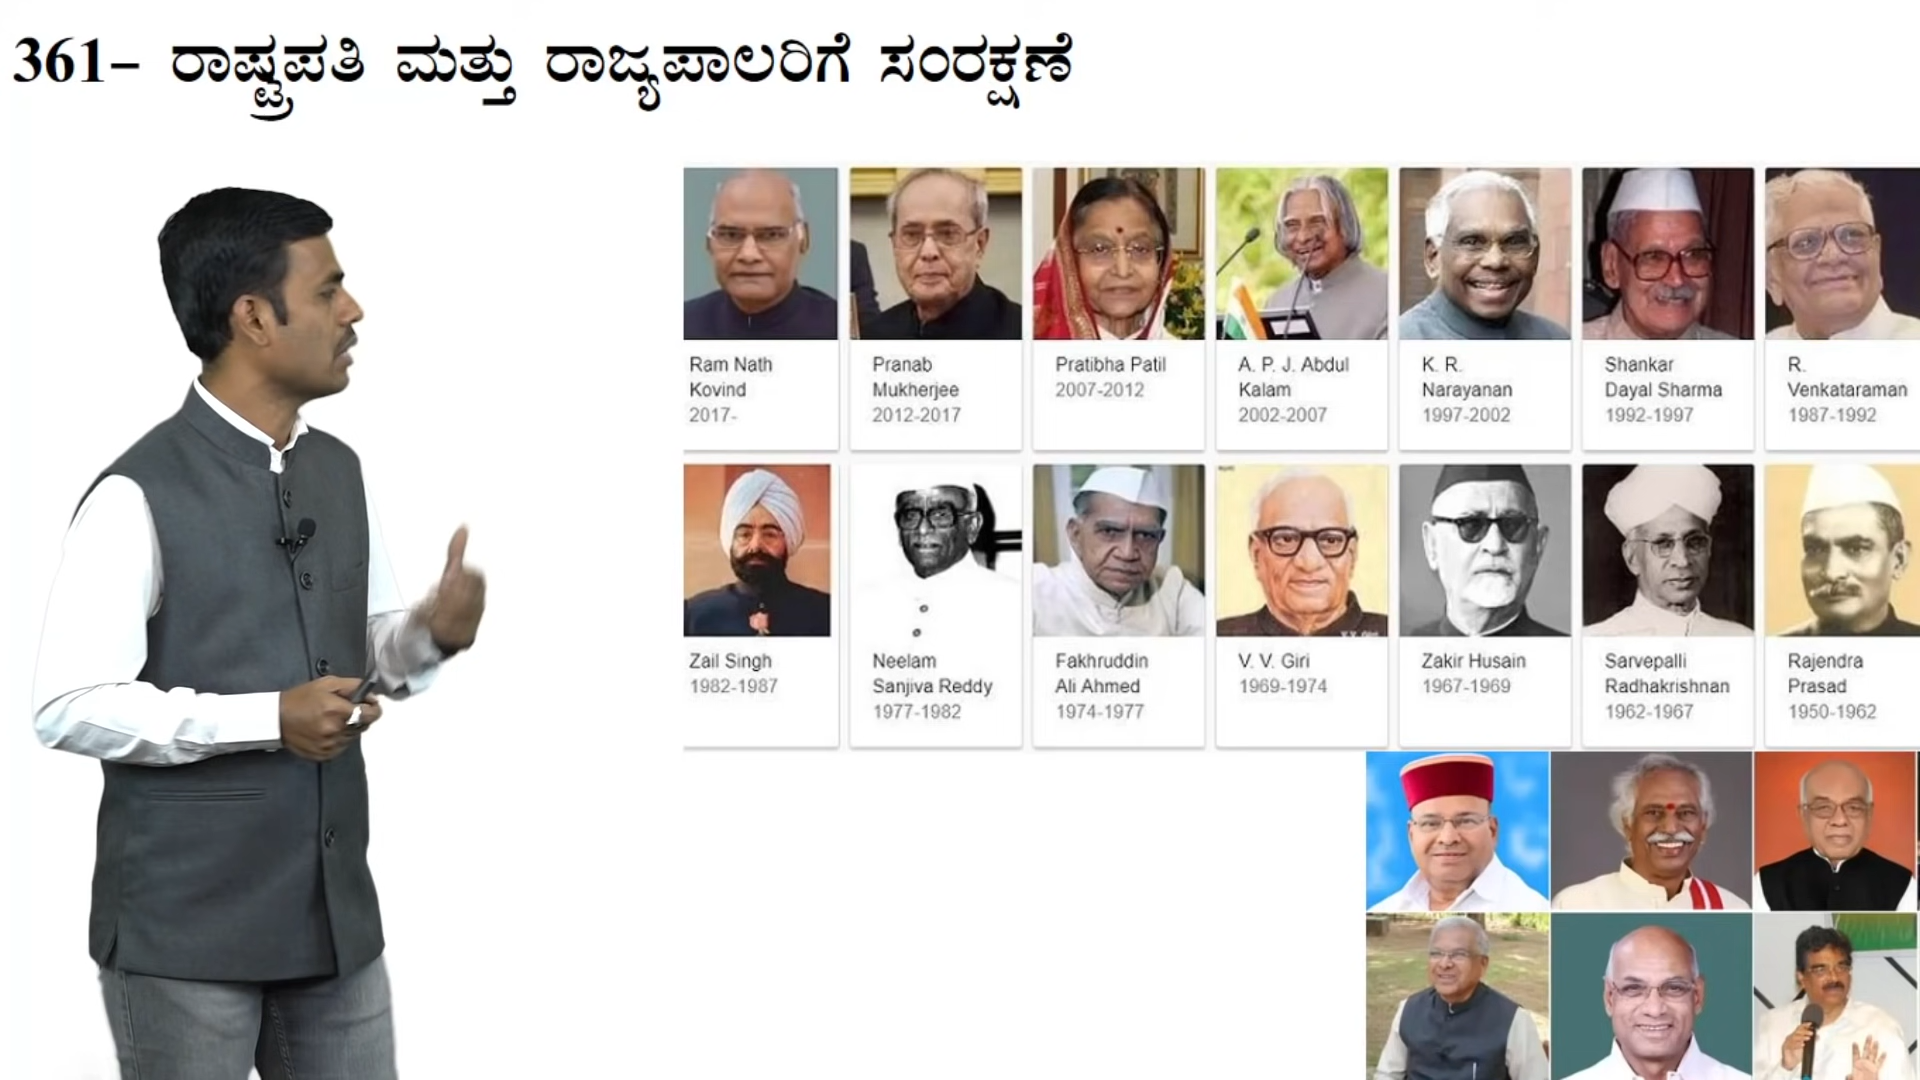 361- ರಾಷ್ಟ್ರಪತಿ ಮತ್ತು ರಾಜ್ಯಪಾಲರಿಗೆ ಸಂರಕ್ಷಣೆ
Ram Nath
Kovind
2017-
Pranab
Mukherjee
2012-2017
Pratibha Patil
2007-2012
A. P. J. Abdul
Kalam
2002-2007
K. R.
Narayanan
1997-2002
Shankar
Dayal Sharma
1992-1997
R.
Venkataraman
1987-1992
Zail Singh
1982-1987
Neelam
Sanjiva Reddy
1977-1982
Fakhruddin
Ali Ahmed
1974-1977
V. V. Giri
1969-1974
Zakir Husain
1967-1969
Sarvepalli
Radhakrishnan
1962-1967
Rajendra
Prasad
1950-1962